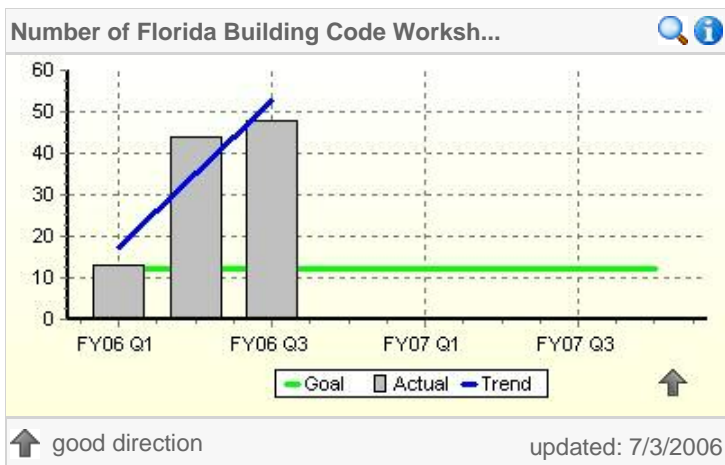 Number of Florida Building Code Worksh...
60
50
40
30
20
10
0
FY06 Q1 FY06 Q3 FY07 Q1 FY07 Q3
Goal Actual Trend
good direction updated: 7/3/2006